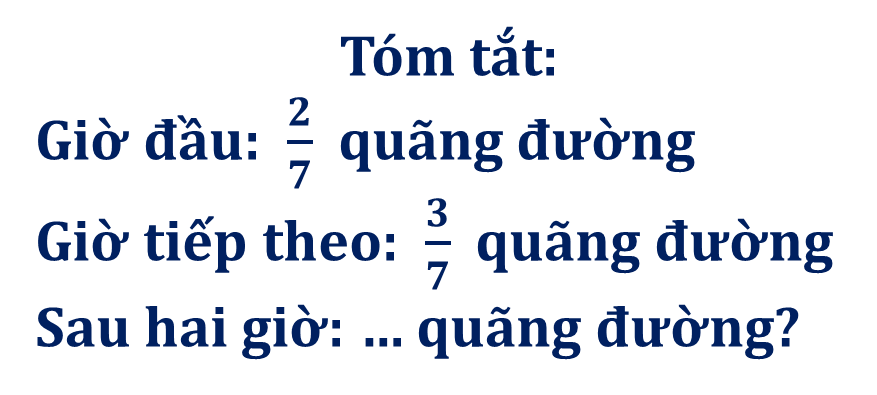 Tóm tắt:
Giờ đầu: 2/7 quãng đường
Giờ tiếp theo: 3/7 quãng đường
Sau hai giờ: ... quãng đường?